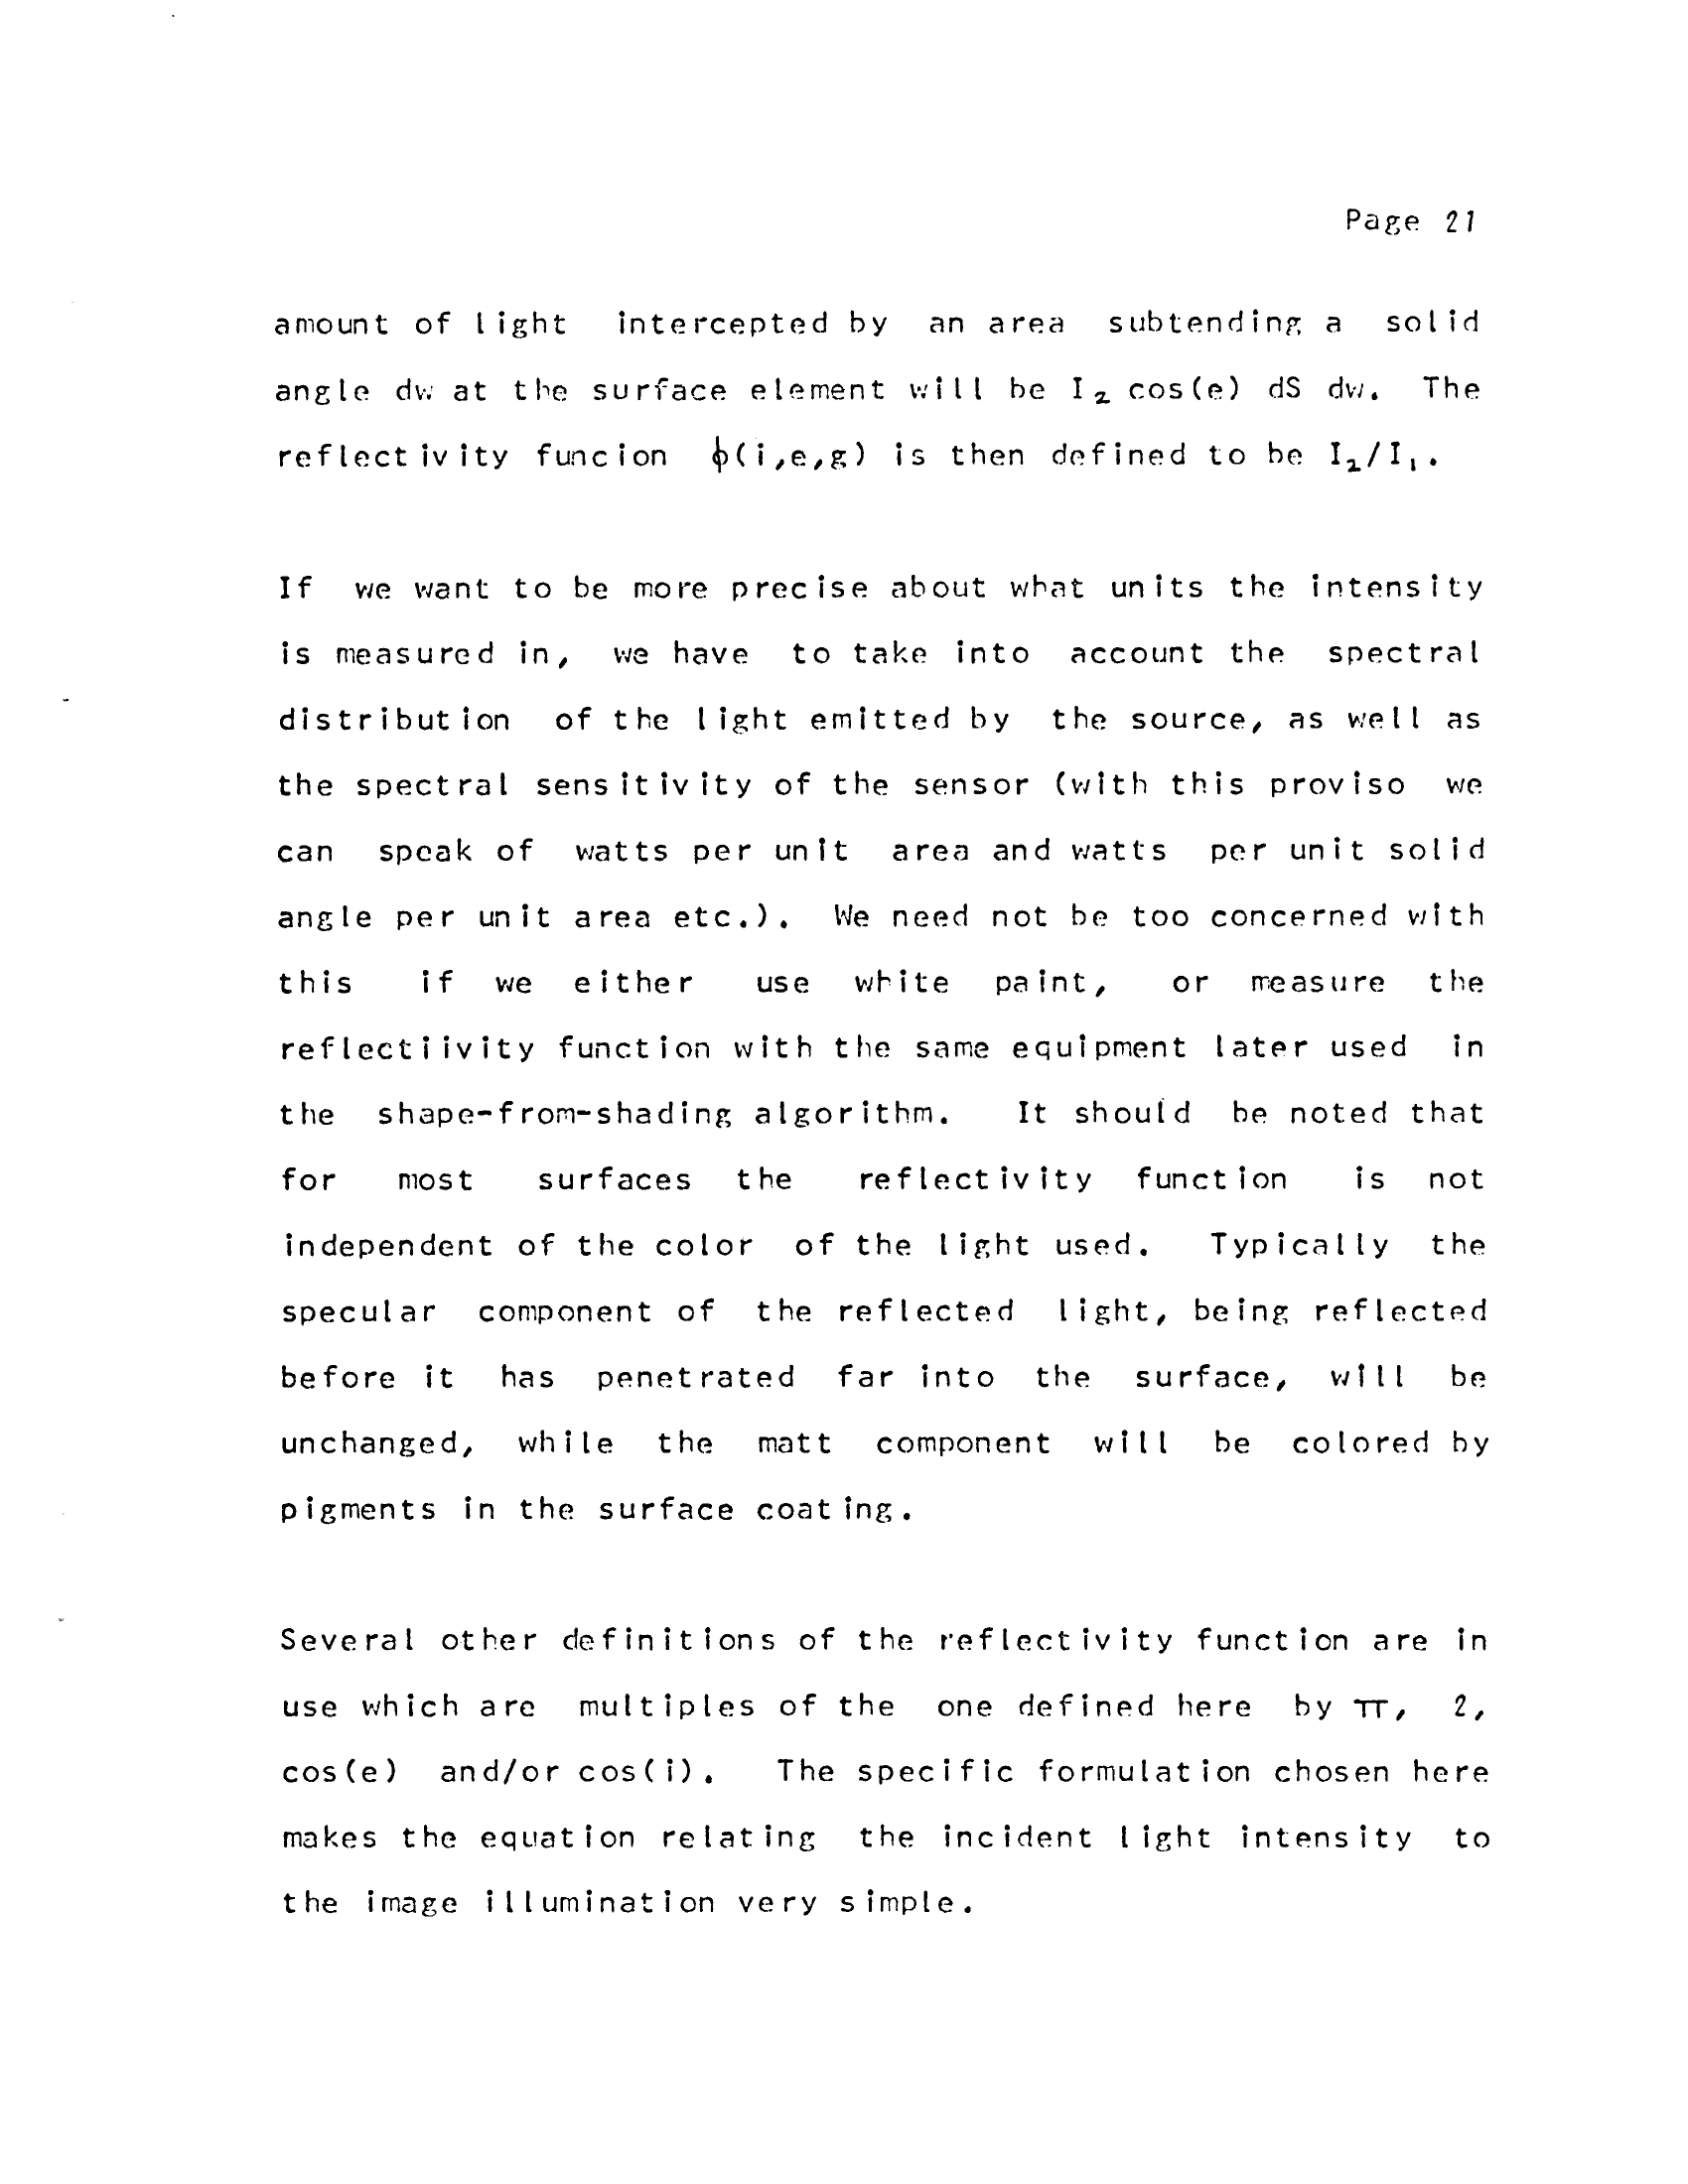 Page 21
amount of light intercepted by an area subtending a solid
angle dw at the surface element will be I₂ cos(e) dS dw. The
reflectivity funcion ϕ(i,e,g) is then defined to be I₂/I₁.
If we want to be more precise about what units the intensity
is measured in, we have to take into account the spectral
distribution of the light emitted by the source, as well as
the spectral sensitivity of the sensor (with this proviso we
can speak of watts per unit area and watts per unit solid
angle per unit area etc.). We need not be too concerned with
this if we either use white paint, or measure the
reflectiivity function with the same equipment later used in
the shape-from-shading algorithm. It should be noted that
for most surfaces the reflectivity function is not
independent of the color of the light used. Typically the
specular component of the reflected light, being reflected
before it has penetrated far into the surface, will be
unchanged, while the matt component will be colored by
pigments in the surface coating.
Several other definitions of the reflectivity function are in
use which are multiples of the one defined here by π, 2,
cos(e) and/or cos(i). The specific formulation chosen here
makes the equation relating the incident light intensity to
the image illumination very simple.